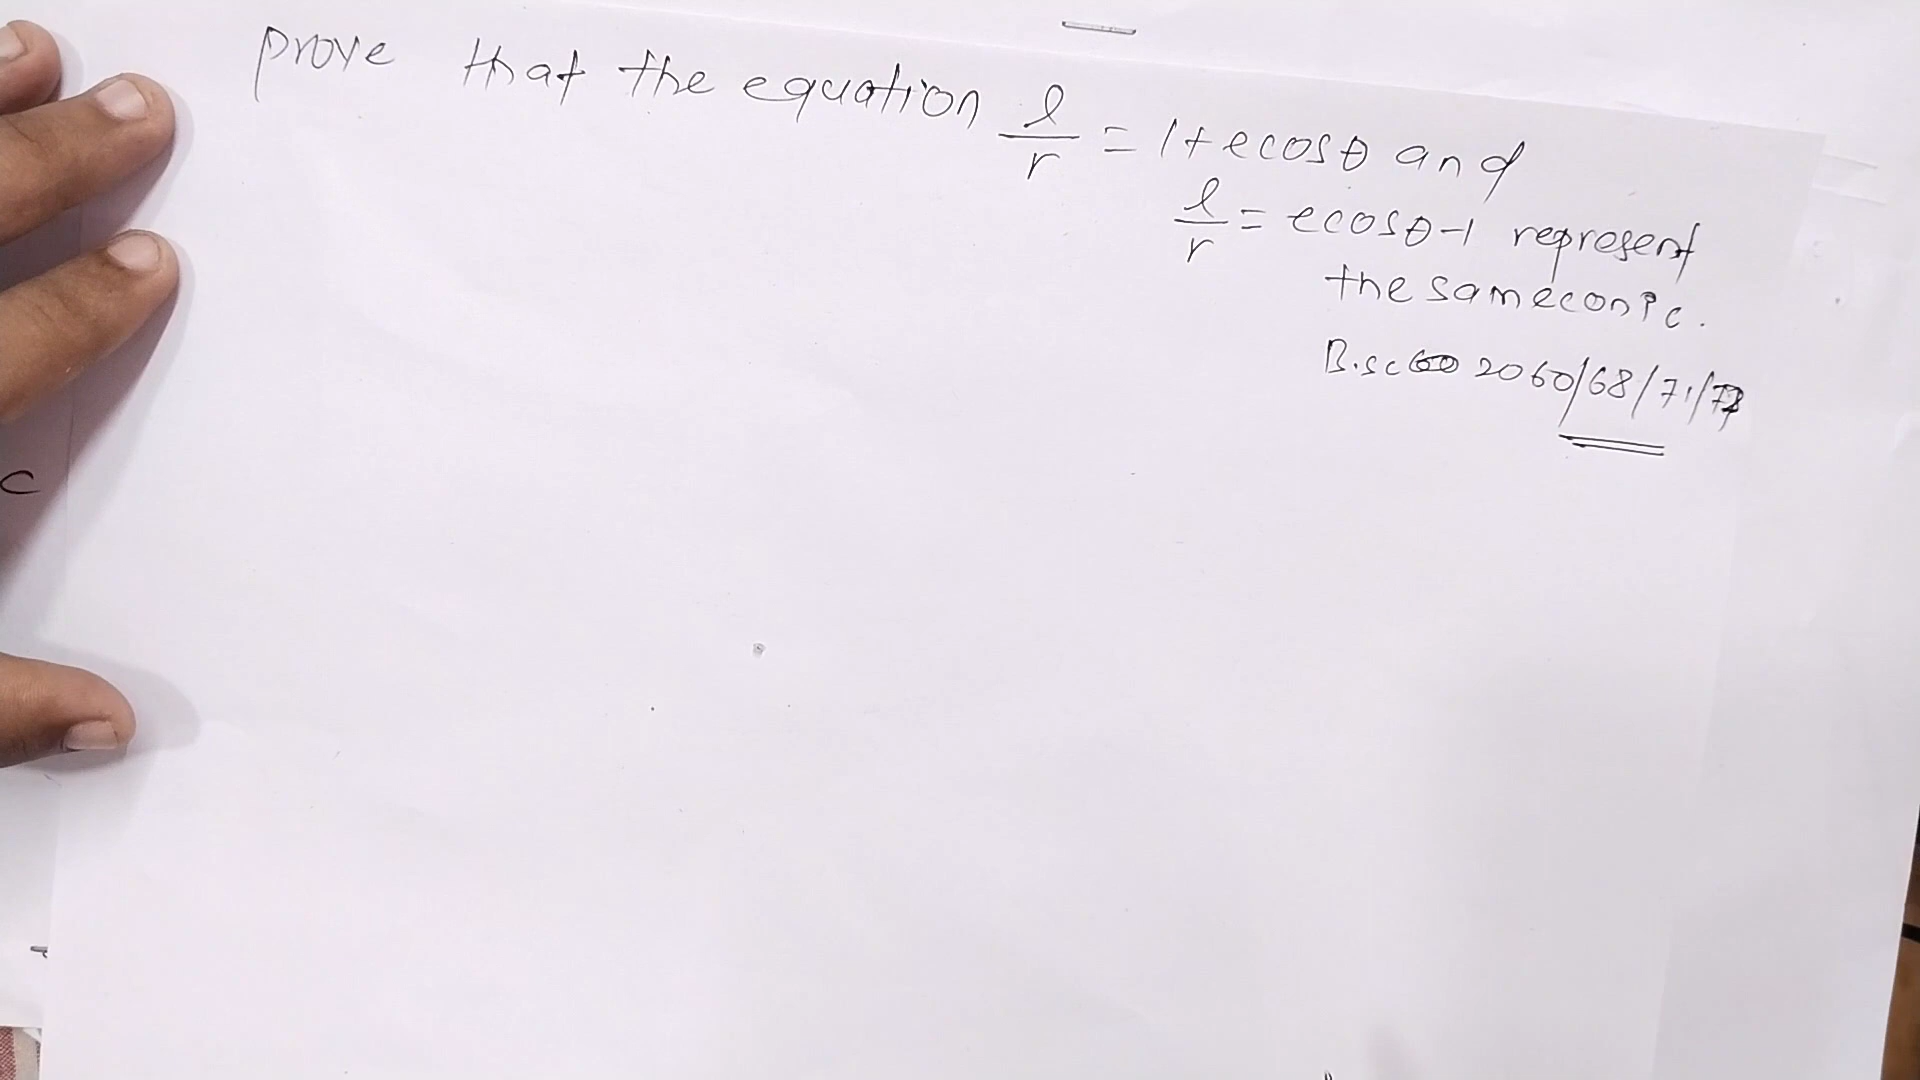 prove that the equation l/r = 1+ecosθ and
l/r = ecosθ-1 represent
the same conic.
B.sc 2060/68/71/
c